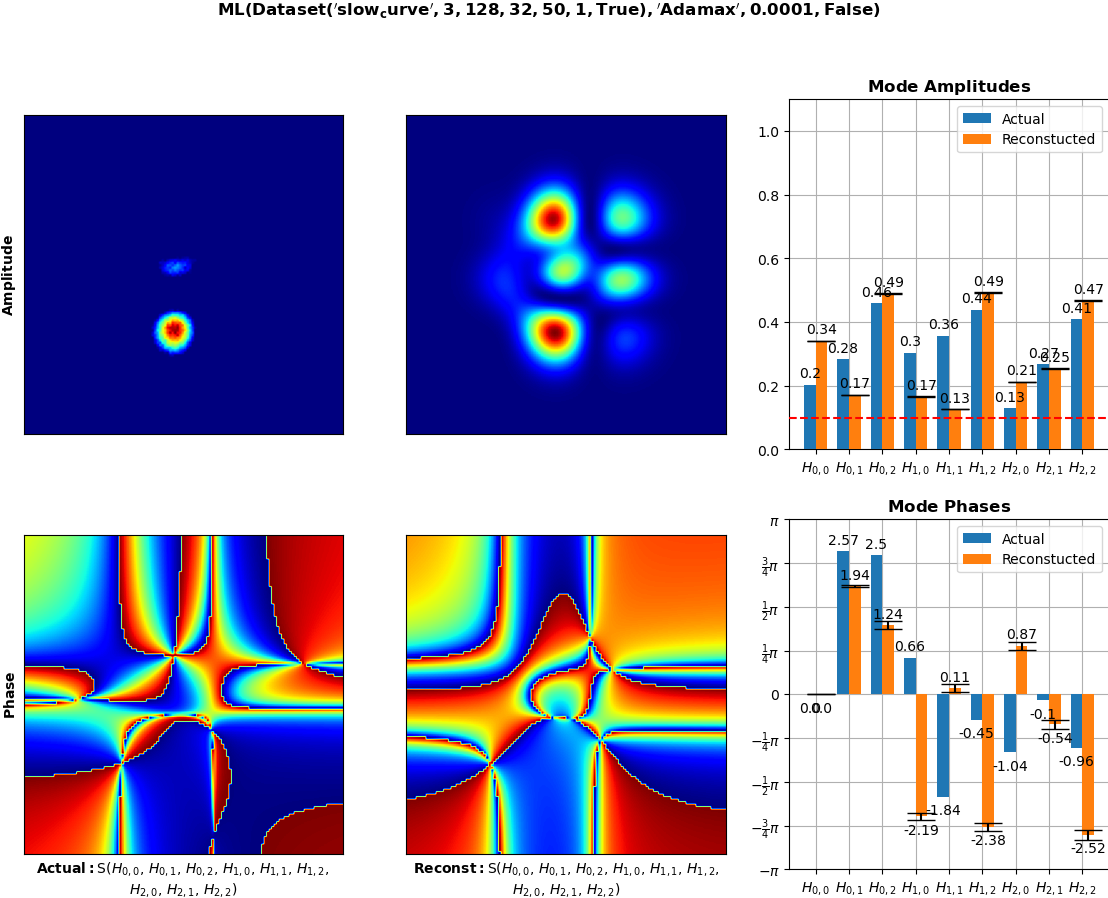 ML(Dataset('slow_curve', 3, 128, 32, 50, 1, True), 'Adamax', 0.0001, False)
Amplitude
Mode Amplitudes
Actual
Reconstucted
1.0
0.8
0.6
0.4
0.2
0.0
0.2
0.34
0.28
0.17
0.46
0.49
0.3
0.17
0.36
0.13
0.44
0.49
0.13
0.21
0.27
0.25
0.41
0.47
H0,0 H0,1 H0,2 H1,0 H1,1 H1,2 H2,0 H2,1 H2,2
Phase
Mode Phases
Actual
Reconstucted
π
3/4π
1/2π
1/4π
0
−1/4π
−1/2π
−3/4π
−π
0.0
0.0
2.57
1.94
2.5
1.24
0.66
-2.19
-1.84
0.11
-0.45
-2.38
-1.04
0.87
-0.1
-0.54
-0.96
-2.52
H0,0 H0,1 H0,2 H1,0 H1,1 H1,2 H2,0 H2,1 H2,2
Actual: S(H0,0, H0,1, H0,2, H1,0, H1,1, H1,2,
H2,0, H2,1, H2,2)
Reconst: S(H0,0, H0,1, H0,2, H1,0, H1,1, H1,2,
H2,0, H2,1, H2,2)